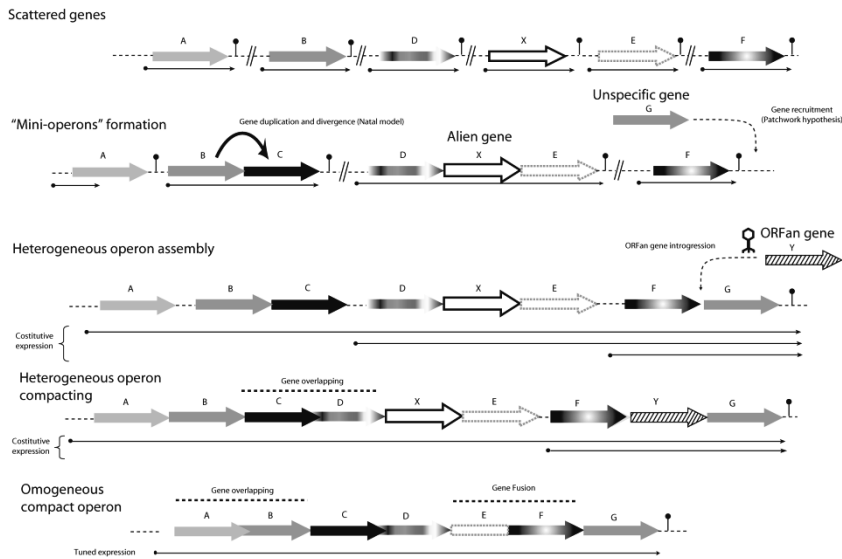 Scattered genes
A B D X E F
Unspecific gene
G
Gene recruitment
(Patchwork hypothesis)
"Mini-operons" formation
Gene duplication and divergence (Natal model)
Alien gene
A B C D X E F
ORFan gene
Y
ORFan gene introgression
Heterogeneous operon assembly
A B C D X E F G
Costitutive
expression
Heterogeneous operon
compacting
Gene overlapping
A B C D X E F Y G
Costitutive
expression
Omogeneous
compact operon
Gene overlapping
Gene Fusion
A B C D E F G
Tuned expression